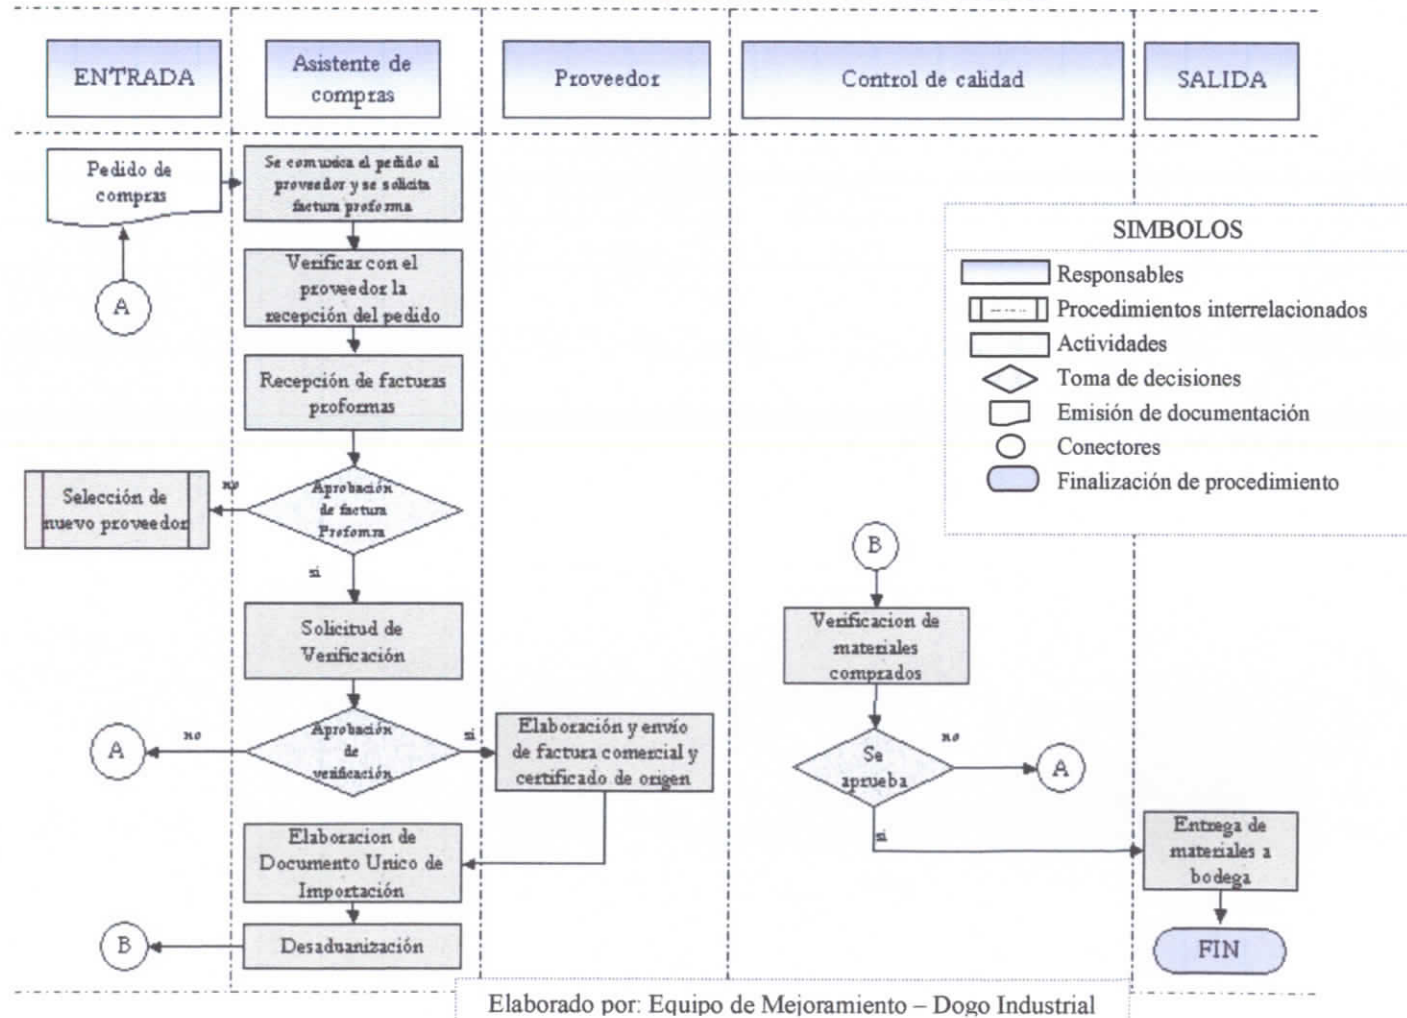 ENTRADA
Asistente de
compras
Proveedor
Control de calidad
SALIDA
Pedido de
compras
Se comunica el pedido al
proveedor y se solicita
factura proforma
A
Verificar con el
proveedor la
recepción del pedido
Recepción de facturas
proformas
Selección de
nuevo proveedor
no
Aprobación
de factura
Profomra
si
Solicitud de
Verificación
A
no
Aprobación
de
verificación
si
Elaboración y envío
de factura comercial y
certificado de origen
Elaboracion de
Documento Unico de
Importación
B
Desaduanización
SIMBOLOS
Responsables
Procedimientos interrelacionados
Actividades
Toma de decisiones
Emisión de documentación
Conectores
Finalización de procedimiento
B
Verificacion de
materiales
comprados
Se
aprueba
no
A
si
Entrega de
materiales a
bodega
FIN
Elaborado por: Equipo de Mejoramiento – Dogo Industrial